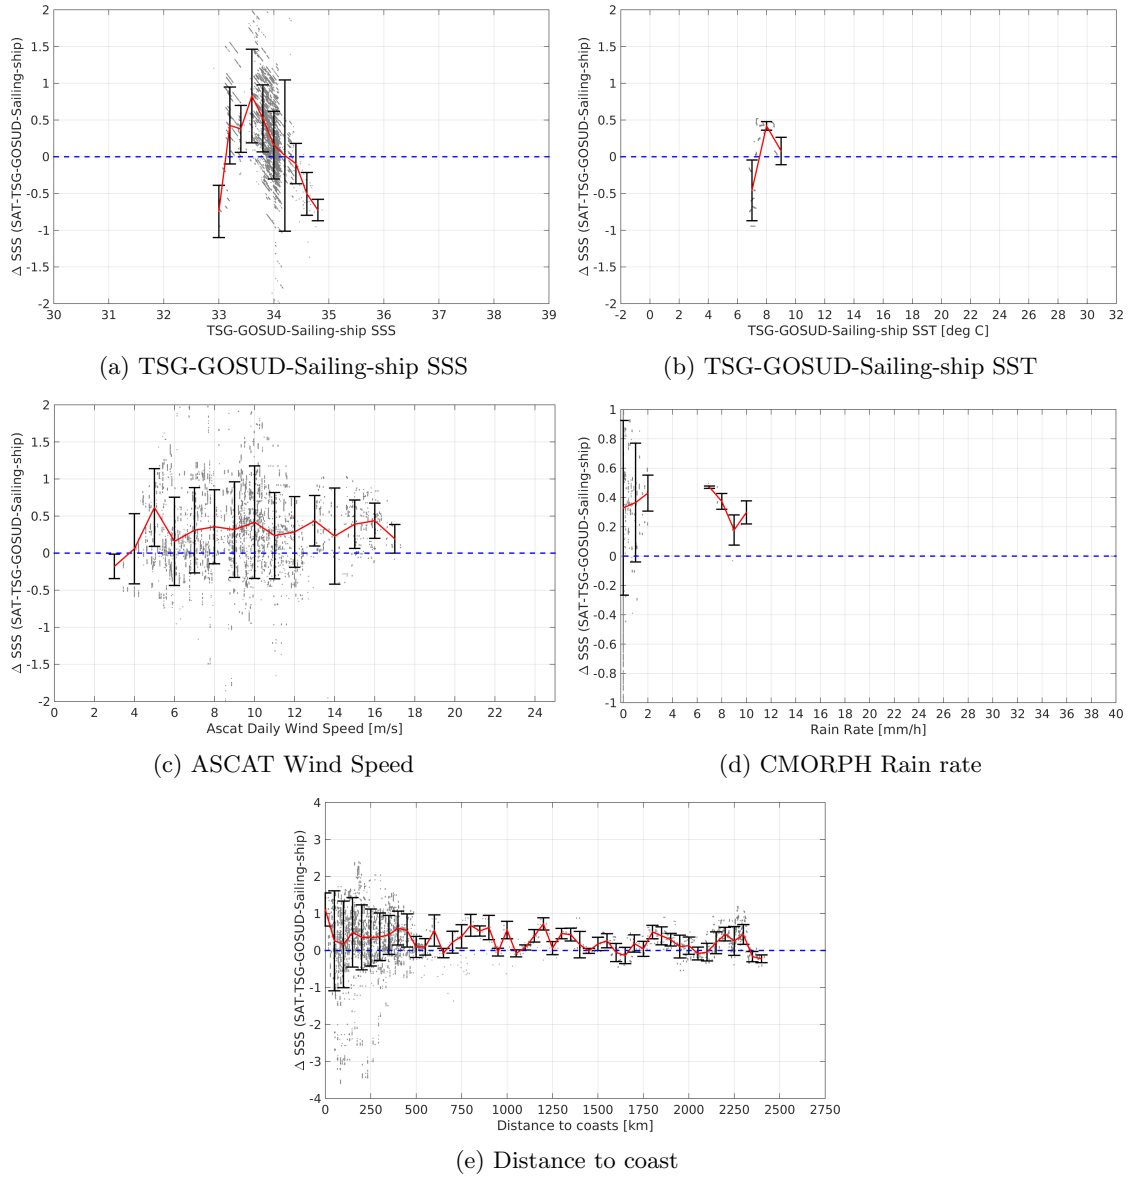 2
1.5
1
0.5
0
-0.5
-1
-1.5
-2
30 31 32 33 34 35 36 37 38 39
Δ SSS (SAT-TSG-GOSUD-Sailing-ship)
TSG-GOSUD-Sailing-ship SSS
(a) TSG-GOSUD-Sailing-ship SSS
2
1.5
1
0.5
0
-0.5
-1
-1.5
-2
-2 0 2 4 6 8 10 12 14 16 18 20 22 24 26 28 30 32
Δ SSS (SAT-TSG-GOSUD-Sailing-ship)
TSG-GOSUD-Sailing-ship SST [deg C]
(b) TSG-GOSUD-Sailing-ship SST
2
1.5
1
0.5
0
-0.5
-1
-1.5
-2
0 2 4 6 8 10 12 14 16 18 20 22 24
Δ SSS (SAT-TSG-GOSUD-Sailing-ship)
Ascat Daily Wind Speed [m/s]
(c) ASCAT Wind Speed
1
0.8
0.6
0.4
0.2
0
-0.2
-0.4
-0.6
-0.8
-1
0 2 4 6 8 10 12 14 16 18 20 22 24 26 28 30 32 34 36 38 40
Δ SSS (SAT-TSG-GOSUD-Sailing-ship)
Rain Rate [mm/h]
(d) CMORPH Rain rate
4
3
2
1
0
-1
-2
-3
-4
0 250 500 750 1000 1250 1500 1750 2000 2250 2500 2750
Δ SSS (SAT-TSG-GOSUD-Sailing-ship)
Distance to coasts [km]
(e) Distance to coast